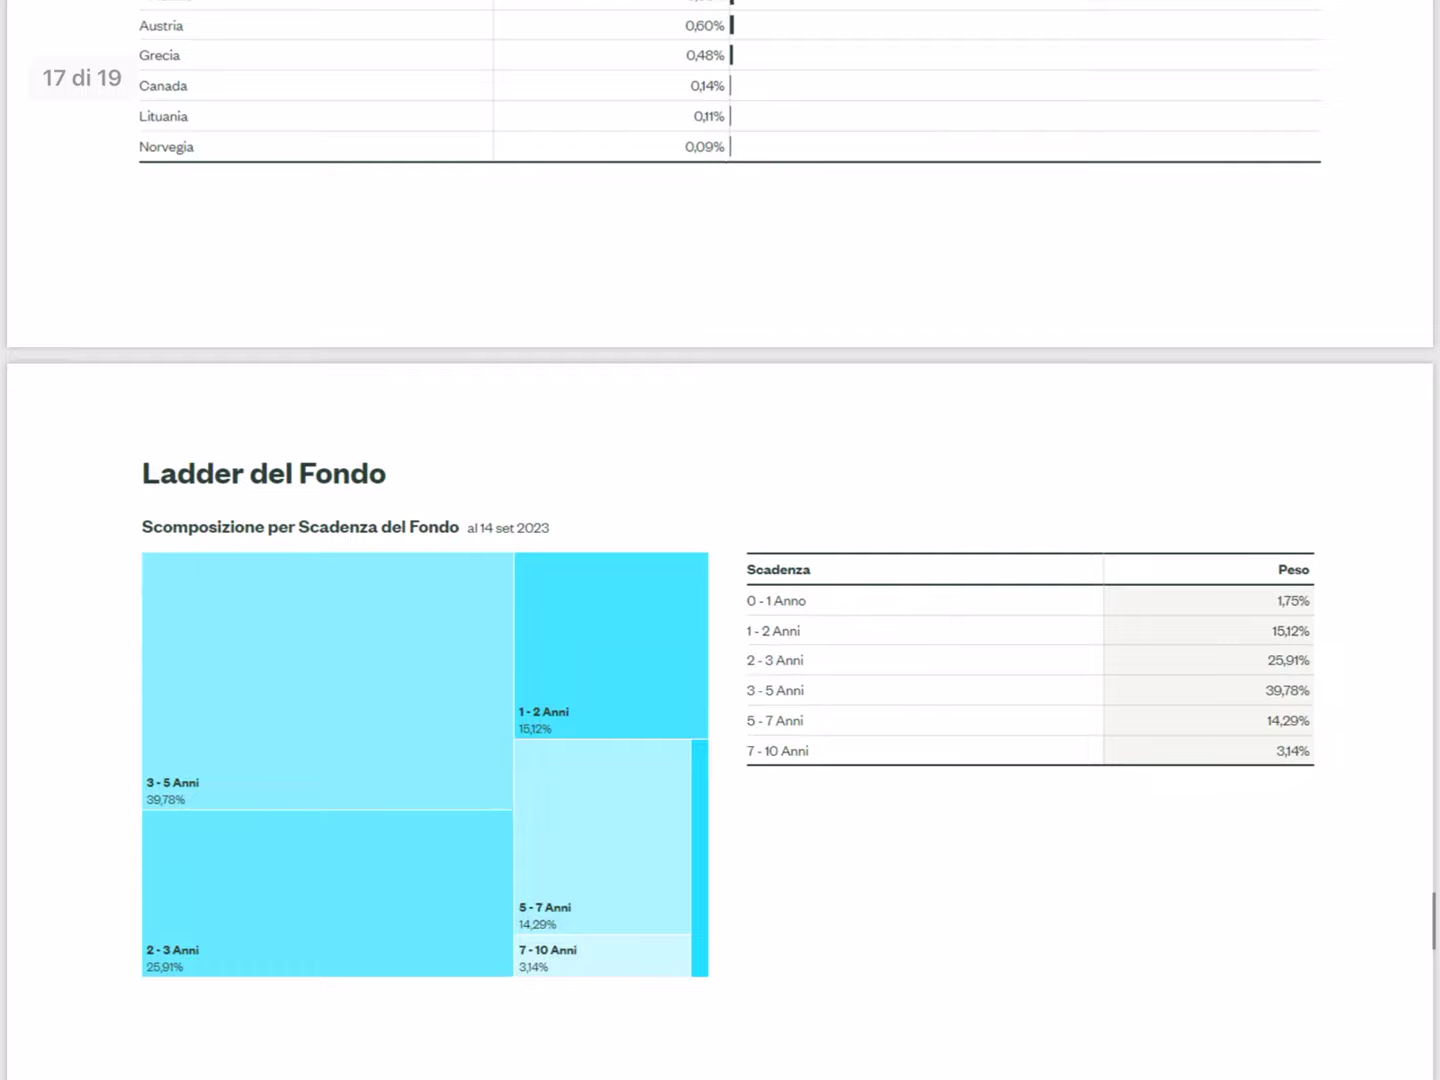 Austria 0,60%
17 di 19
Grecia 0,48%
Canada 0,14%
Lituania 0,11%
Norvegia 0,09%
Ladder del Fondo
Scomposizione per Scadenza del Fondo al 14 set 2023
3 - 5 Anni
39,78%
2 - 3 Anni
25,91%
1 - 2 Anni
15,12%
5 - 7 Anni
14,29%
7 - 10 Anni
3,14%
Scadenza Peso
0 - 1 Anno 1,75%
1 - 2 Anni 15,12%
2 - 3 Anni 25,91%
3 - 5 Anni 39,78%
5 - 7 Anni 14,29%
7 - 10 Anni 3,14%